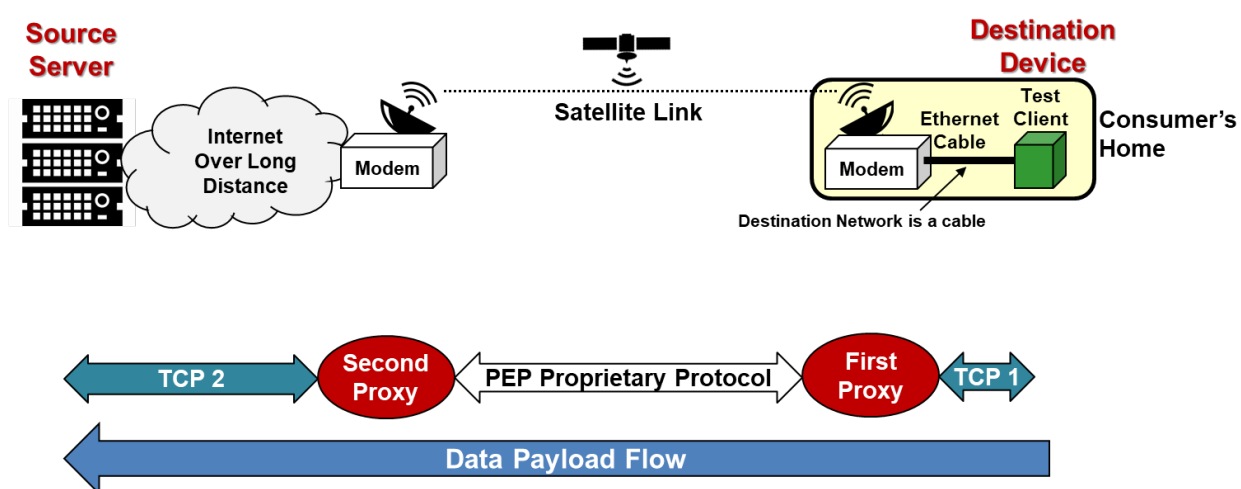 Source
Server
Internet
Over Long
Distance
Modem
Satellite Link
Destination
Device
Modem
Ethernet
Cable
Test
Client
Consumer's
Home
Destination Network is a cable
TCP 2
Second
Proxy
PEP Proprietary Protocol
First
Proxy
TCP 1
Data Payload Flow